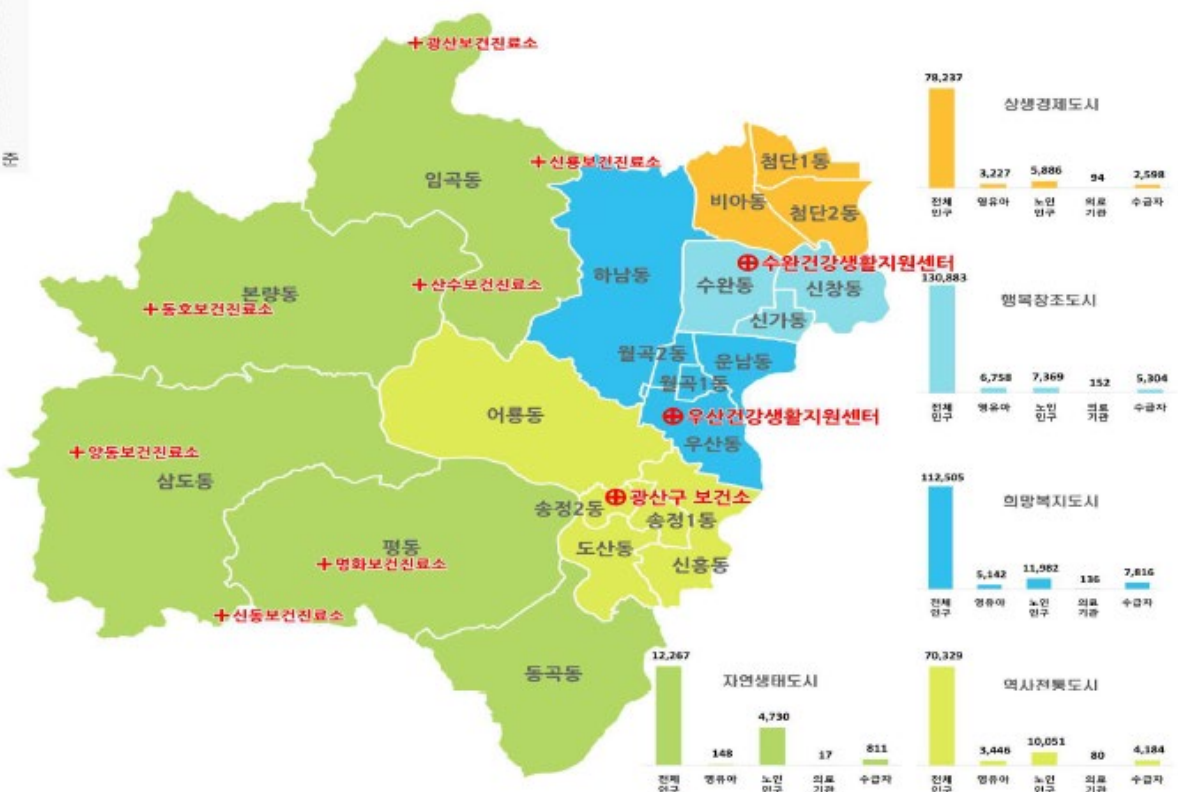 준
+광산보건진료소
+신룡보건진료소
임곡동
본량동
+동호보건진료소
+산수보건진료소
하남동
비아동
첨단1동
첨단2동
⊕수완건강생활지원센터
수완동
신창동
신가동
월곡2동
운남동
월곡1동
⊕우산건강생활지원센터
우산동
어룡동
+양동보건진료소
삼도동
⊕광산구 보건소
송정2동
송정1동
도산동
신흥동
평동
+명화보건진료소
+신동보건진료소
동곡동
상생경제도시
78,237
3,227
5,886
94
2,598
전체 인구
영유아
노인 인구
의료 기관
수급자
행복창조도시
130,883
6,758
7,369
152
5,304
전체 인구
영유아
노인 인구
의료 기관
수급자
희망복지도시
112,505
5,142
11,982
136
7,816
전체 인구
영유아
노인 인구
의료 기관
수급자
자연생태도시
12,267
148
4,730
17
811
전체 인구
영유아
노인 인구
의료 기관
수급자
역사전통도시
70,329
3,446
10,051
80
4,184
전체 인구
영유아
노인 인구
의료 기관
수급자